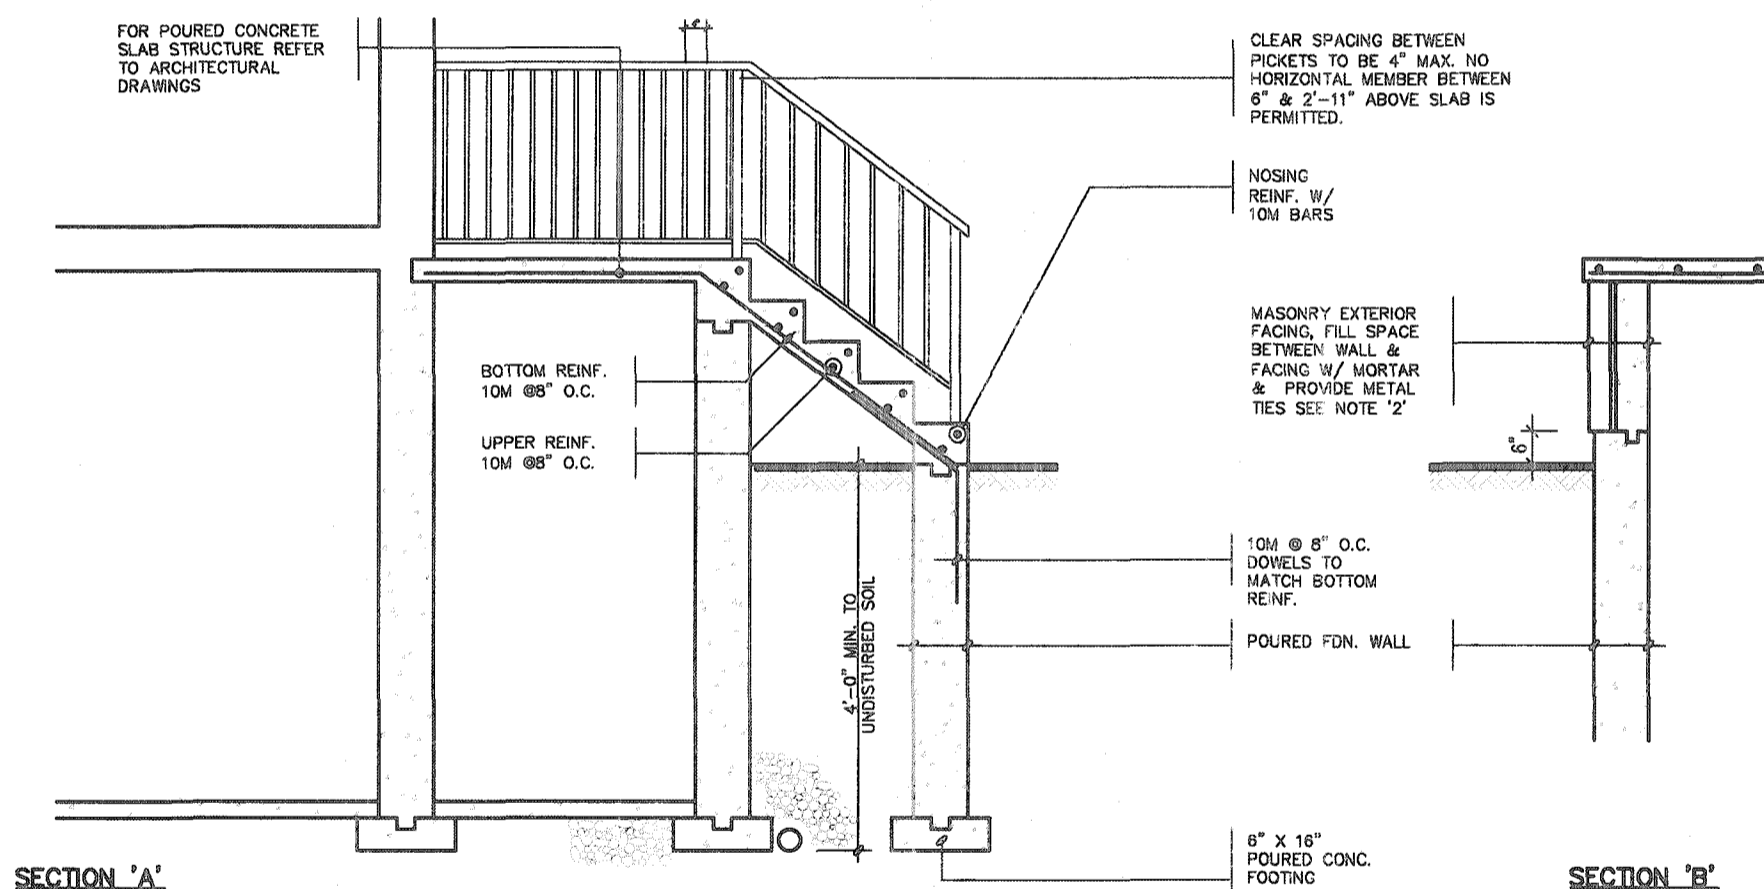 FOR POURED CONCRETE
SLAB STRUCTURE REFER
TO ARCHITECTURAL
DRAWINGS
CLEAR SPACING BETWEEN
PICKETS TO BE 4" MAX. NO
HORIZONTAL MEMBER BETWEEN
6" & 2'-11" ABOVE SLAB IS
PERMITTED.
NOSING
REINF. W/
10M BARS
MASONRY EXTERIOR
FACING, FILL SPACE
BETWEEN WALL &
FACING W/ MORTAR
& PROVIDE METAL
TIES SEE NOTE '2'
BOTTOM REINF.
10M @8" O.C.
UPPER REINF.
10M @8" O.C.
6"
4'-0" MIN. TO
UNDISTURBED SOIL
10M @ 8" O.C.
DOWELS TO
MATCH BOTTOM
REINF.
POURED FDN. WALL
6" X 16"
POURED CONC.
FOOTING
SECTION 'A'
SECTION 'B'